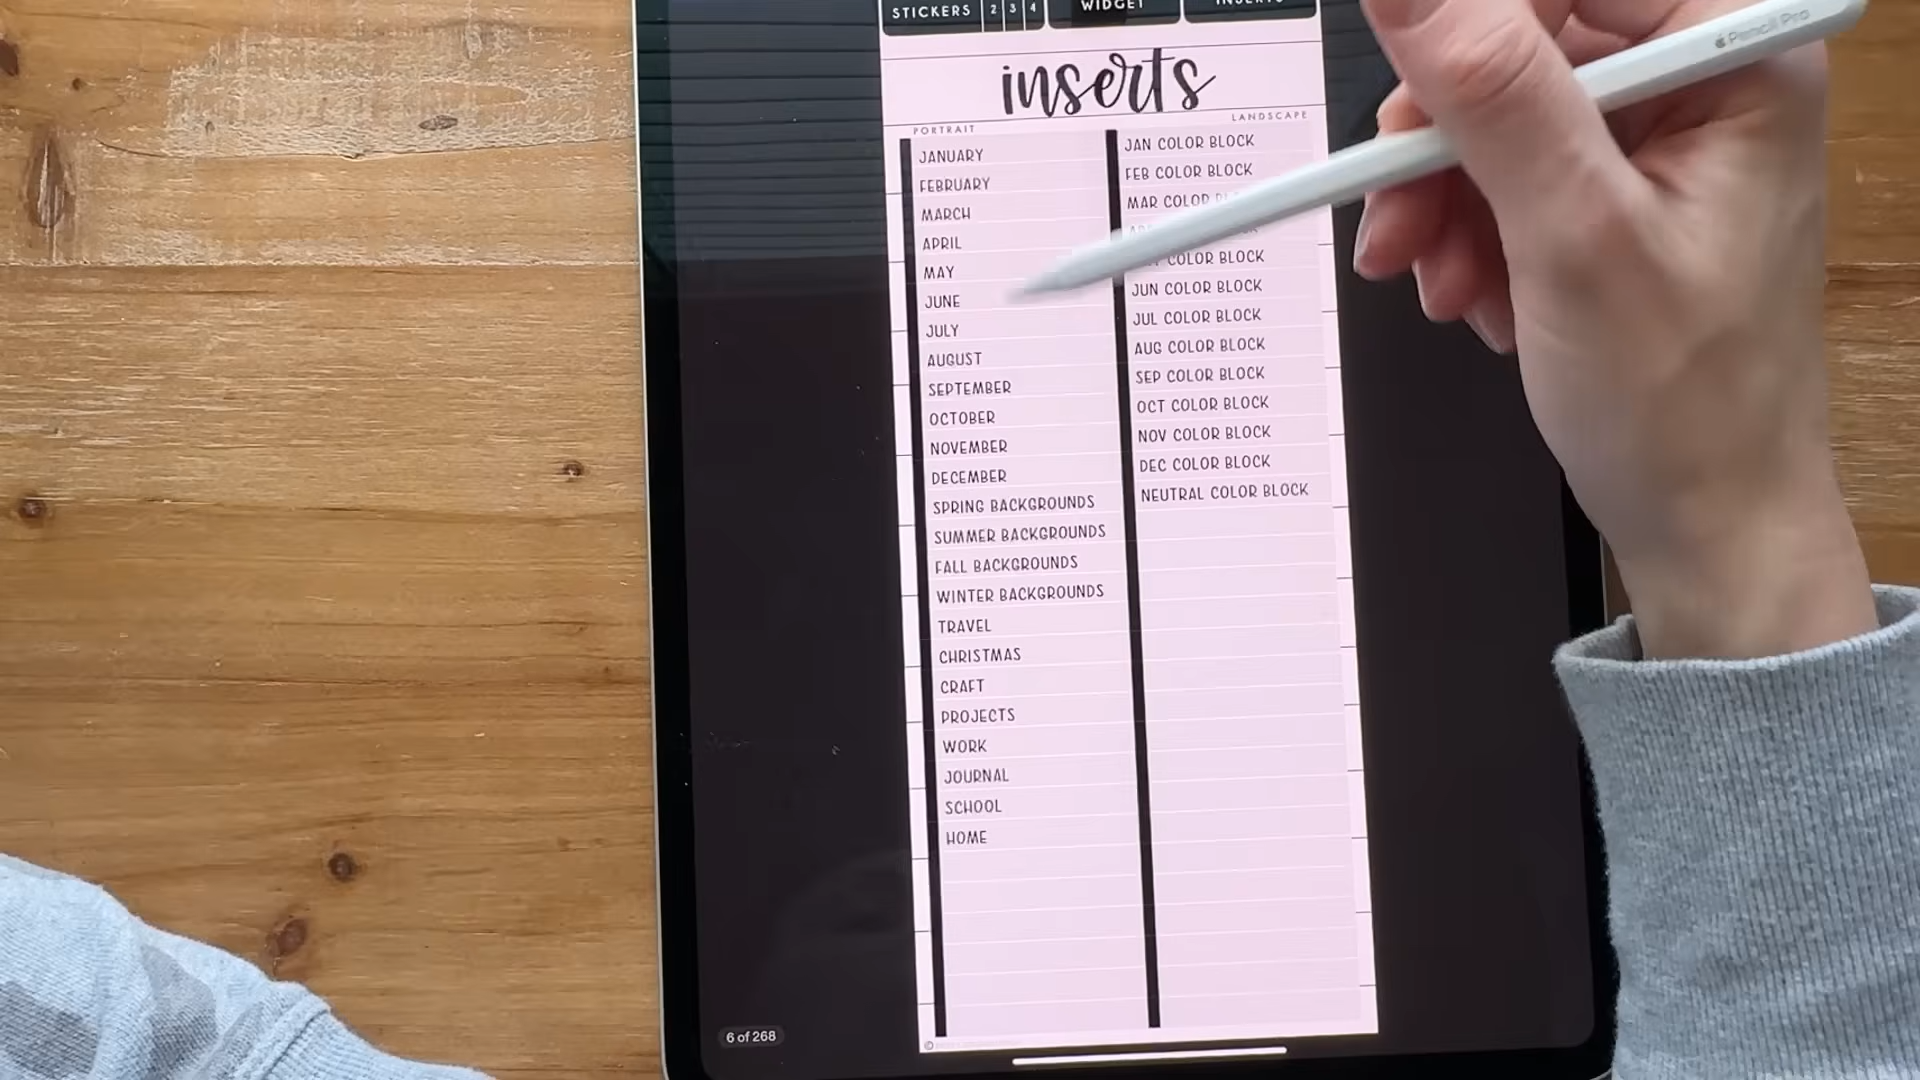 STICKERS 2 3 4 WIDGET INSERTS
inserts
PORTRAIT
LANDSCAPE
JANUARY
FEBRUARY
MARCH
APRIL
MAY
JUNE
JULY
AUGUST
SEPTEMBER
OCTOBER
NOVEMBER
DECEMBER
SPRING BACKGROUNDS
SUMMER BACKGROUNDS
FALL BACKGROUNDS
WINTER BACKGROUNDS
TRAVEL
CHRISTMAS
CRAFT
PROJECTS
WORK
JOURNAL
SCHOOL
HOME
JAN COLOR BLOCK
FEB COLOR BLOCK
MAR COLOR
COLOR BLOCK
JUN COLOR BLOCK
JUL COLOR BLOCK
AUG COLOR BLOCK
SEP COLOR BLOCK
OCT COLOR BLOCK
NOV COLOR BLOCK
DEC COLOR BLOCK
NEUTRAL COLOR BLOCK
6 of 268
Pencil Pro